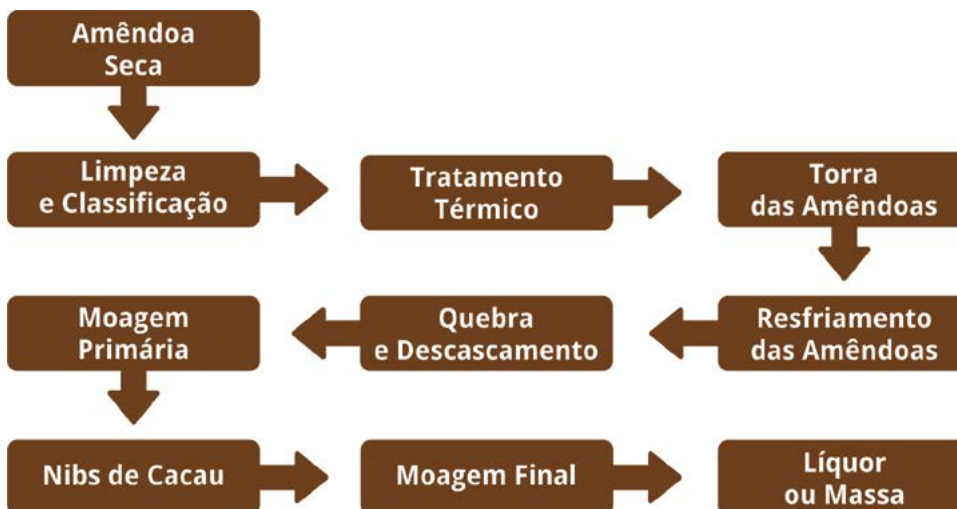 Amêndoa
Seca
Limpeza
e Classificação
Tratamento
Térmico
Torra
das Amêndoas
Resfriamento
das Amêndoas
Quebra
e Descascamento
Moagem
Primária
Nibs de Cacau
Moagem Final
Líquor
ou Massa